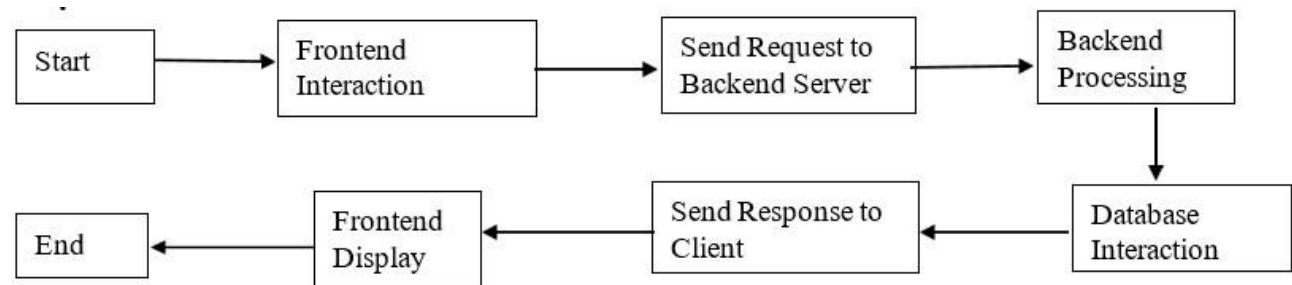 Start
Frontend
Interaction
Send Request to
Backend Server
Backend
Processing
Database
Interaction
Send Response to
Client
Frontend
Display
End